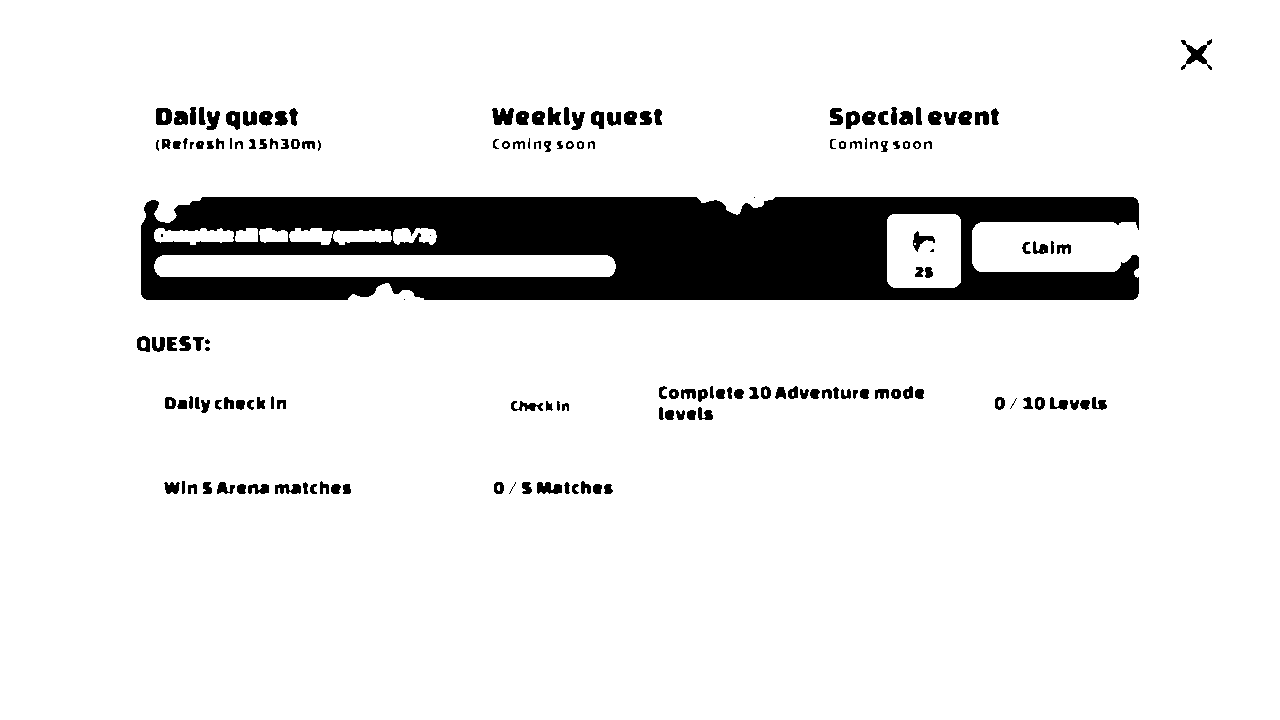 Daily quest
(Refresh in 15h30m)
Weekly quest
Coming soon
Special event
Coming soon
Complete all the daily quests (0/3)
25
Claim
QUEST:
Daily check in
Check in
Complete 10 Adventure mode
levels
0 / 10 Levels
Win 5 Arena matches
0 / 5 Matches